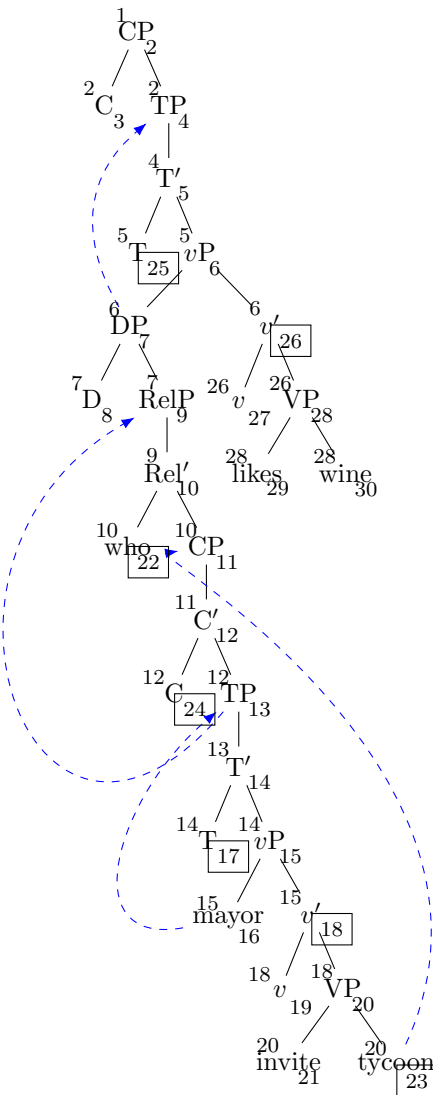 1 CP 2
2 C 3 2 TP 4
4 T′ 5
5 T 25 5 vP 6
6 DP 7 6 v′ 26
7 D 8 7 RelP 9 26 v 27 26 VP 28
9 Rel′ 10 28 likes 29 28 wine 30
10 who 22 10 CP 11
11 C′ 12
12 C 24 12 TP 13
13 T′ 14
14 T 17 14 vP 15
15 mayor 16 15 v′ 18
18 v 19 18 VP 20
20 invite 21 20 tycoon 23